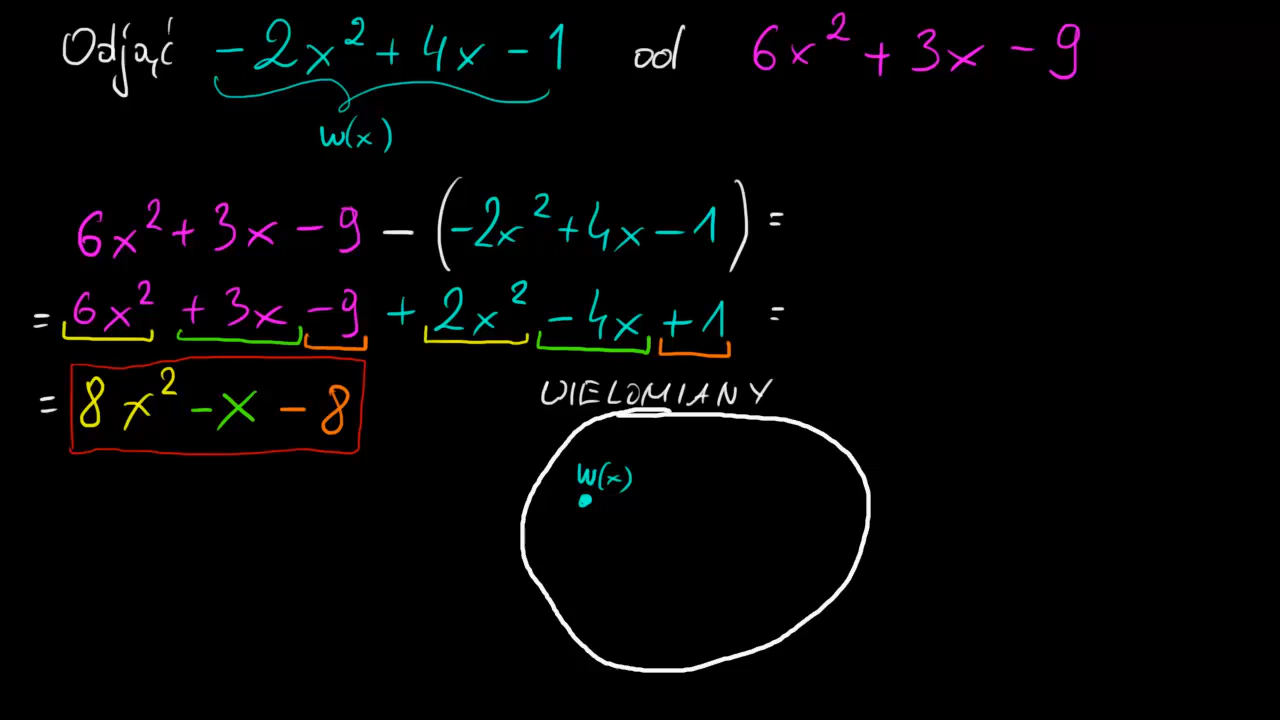 Odjąć -2x² + 4x - 1 od 6x² + 3x - 9
w(x)
6x² + 3x - 9 - (-2x² + 4x - 1) =
= 6x² + 3x - 9 + 2x² - 4x + 1 =
= 8x² - x - 8
WIELOMIANY
w(x)